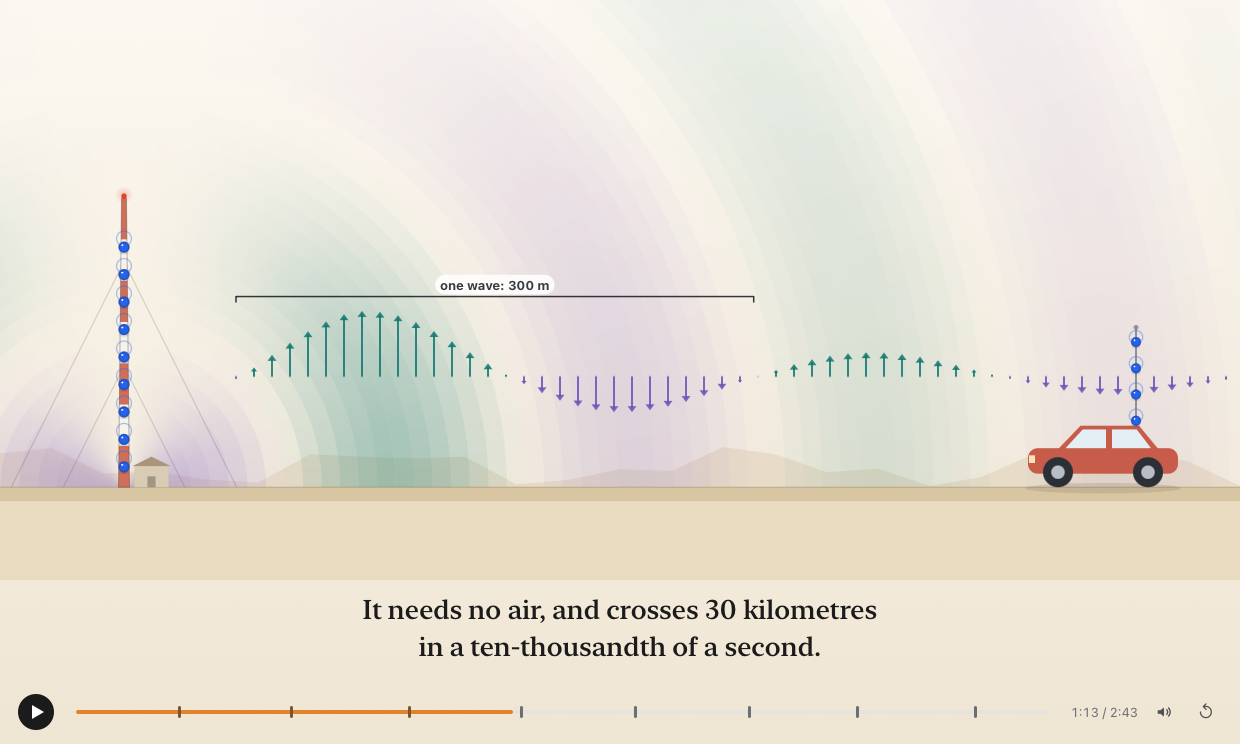 one wave: 300 m
It needs no air, and crosses 30 kilometres
in a ten-thousandth of a second.
1:13 / 2:43